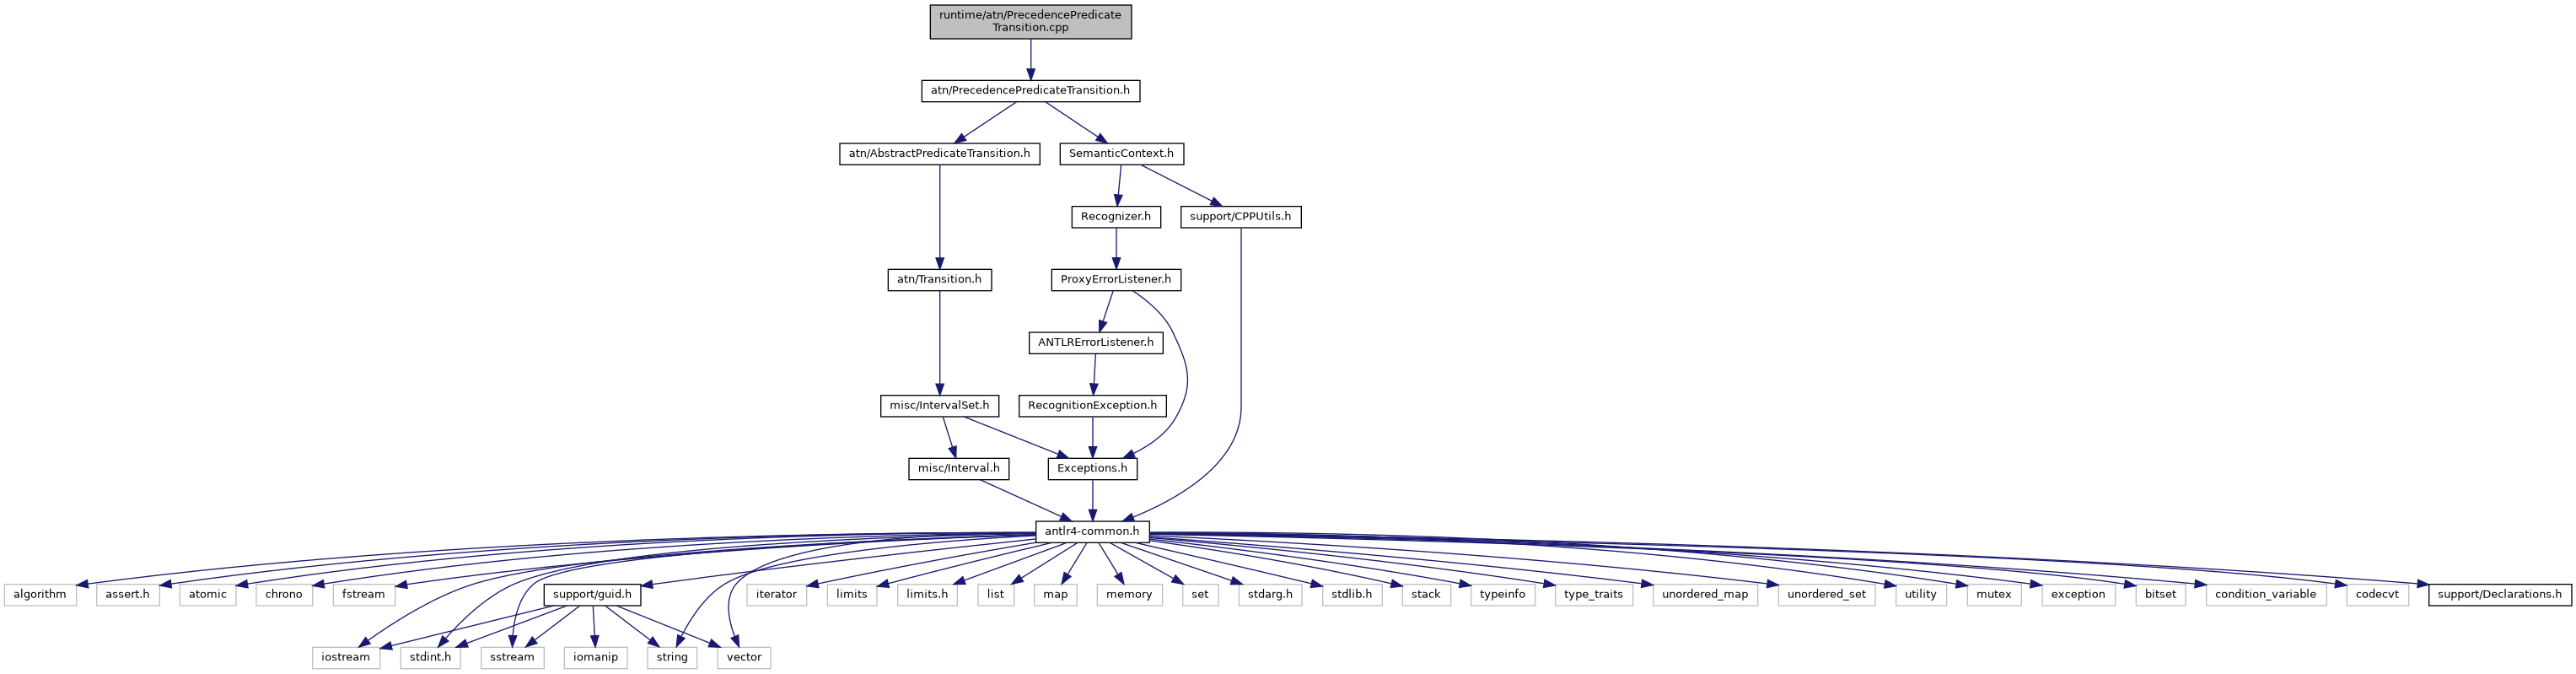 runtime/atn/PrecedencePredicate
Transition.cpp
atn/PrecedencePredicateTransition.h
atn/AbstractPredicateTransition.h
SemanticContext.h
Recognizer.h
support/CPPUtils.h
atn/Transition.h
ProxyErrorListener.h
ANTLRErrorListener.h
misc/IntervalSet.h
RecognitionException.h
misc/Interval.h
Exceptions.h
antlr4-common.h
algorithm
assert.h
atomic
chrono
fstream
support/guid.h
iterator
limits
limits.h
list
map
memory
set
stdarg.h
stdlib.h
stack
typeinfo
type_traits
unordered_map
unordered_set
utility
mutex
exception
bitset
condition_variable
codecvt
support/Declarations.h
iostream
stdint.h
sstream
iomanip
string
vector